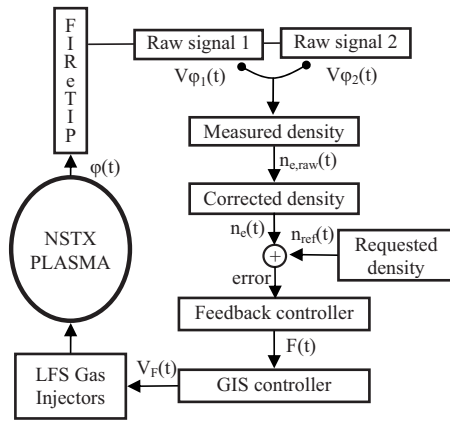 FIReTIP
Raw signal 1
Raw signal 2
Vφ1(t)
Vφ2(t)
φ(t)
Measured density
ne,raw(t)
Corrected density
ne(t)
nref(t)
Requested
density
+
error
NSTX
PLASMA
Feedback controller
F(t)
LFS Gas
Injectors
VF(t)
GIS controller